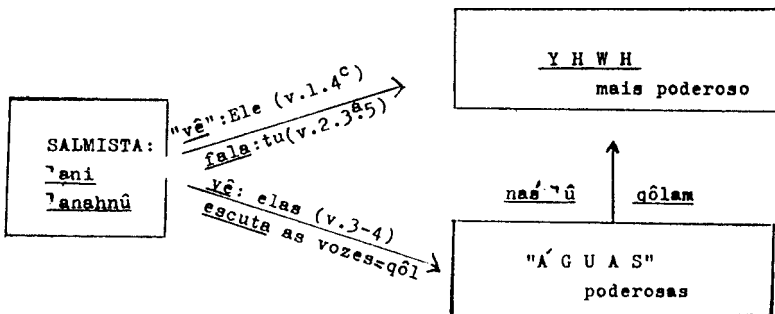 SALMISTA:
ʾani
ʾanahnû
"vê":Ele (v.1.4c)
fala:tu(v.2.3a.5)
vê: elas (v.3-4)
escuta as vozes=qôl
Y H W H
mais poderoso
nasʾû qôlam
"Á G U A S"
poderosas